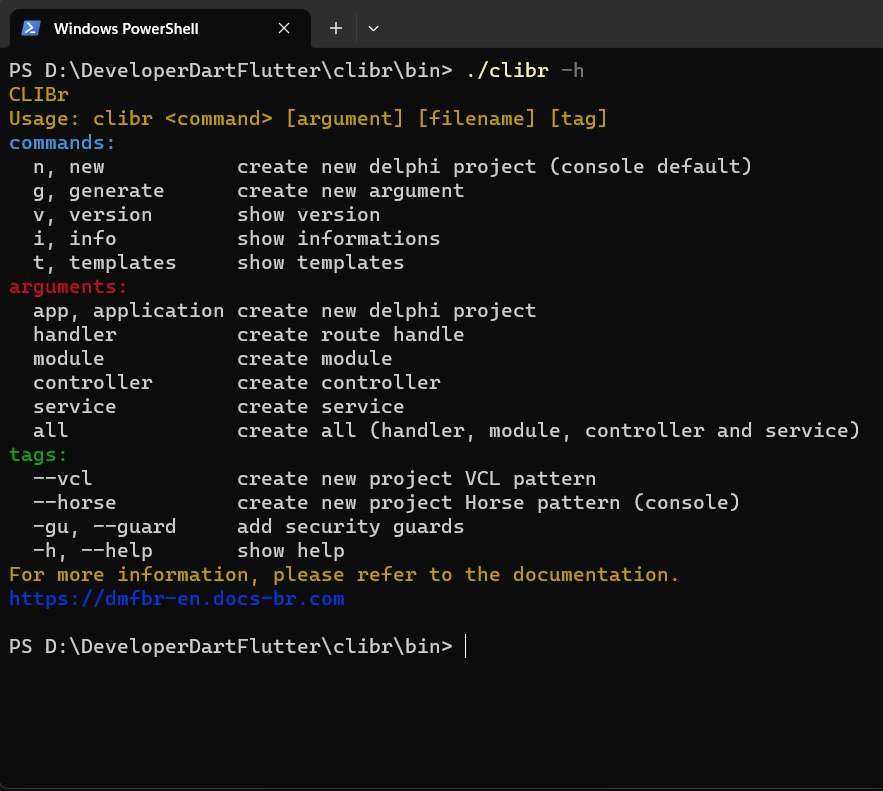 Windows PowerShell
PS D:\DeveloperDartFlutter\clibr\bin> ./clibr -h
CLIBr
Usage: clibr <command> [argument] [filename] [tag]
commands:
  n, new           create new delphi project (console default)
  g, generate      create new argument
  v, version       show version
  i, info          show informations
  t, templates     show templates
arguments:
  app, application create new delphi project
  handler          create route handle
  module           create module
  controller       create controller
  service          create service
  all              create all (handler, module, controller and service)
tags:
  --vcl            create new project VCL pattern
  --horse          create new project Horse pattern (console)
  -gu, --guard     add security guards
  -h, --help       show help
For more information, please refer to the documentation.
https://dmfbr-en.docs-br.com
PS D:\DeveloperDartFlutter\clibr\bin>